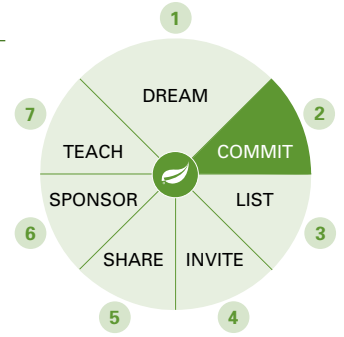 1
DREAM
2
COMMIT
7
TEACH
SPONSOR
LIST
6
3
SHARE
INVITE
5
4